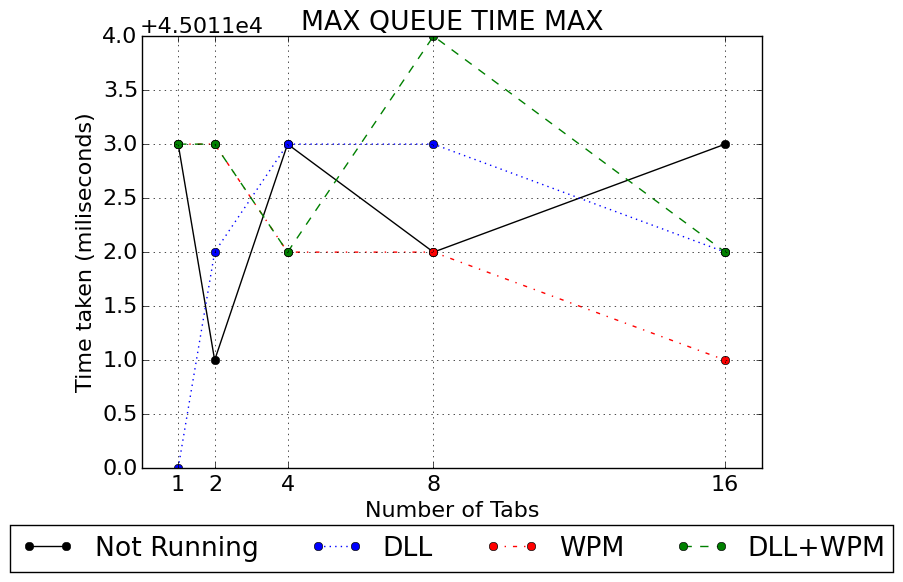 MAX QUEUE TIME MAX
+4.5011e4
4.0
3.5
3.0
2.5
2.0
1.5
1.0
0.5
0.0
Time taken (miliseconds)
1 2 4 8 16
Number of Tabs
Not Running DLL WPM DLL+WPM